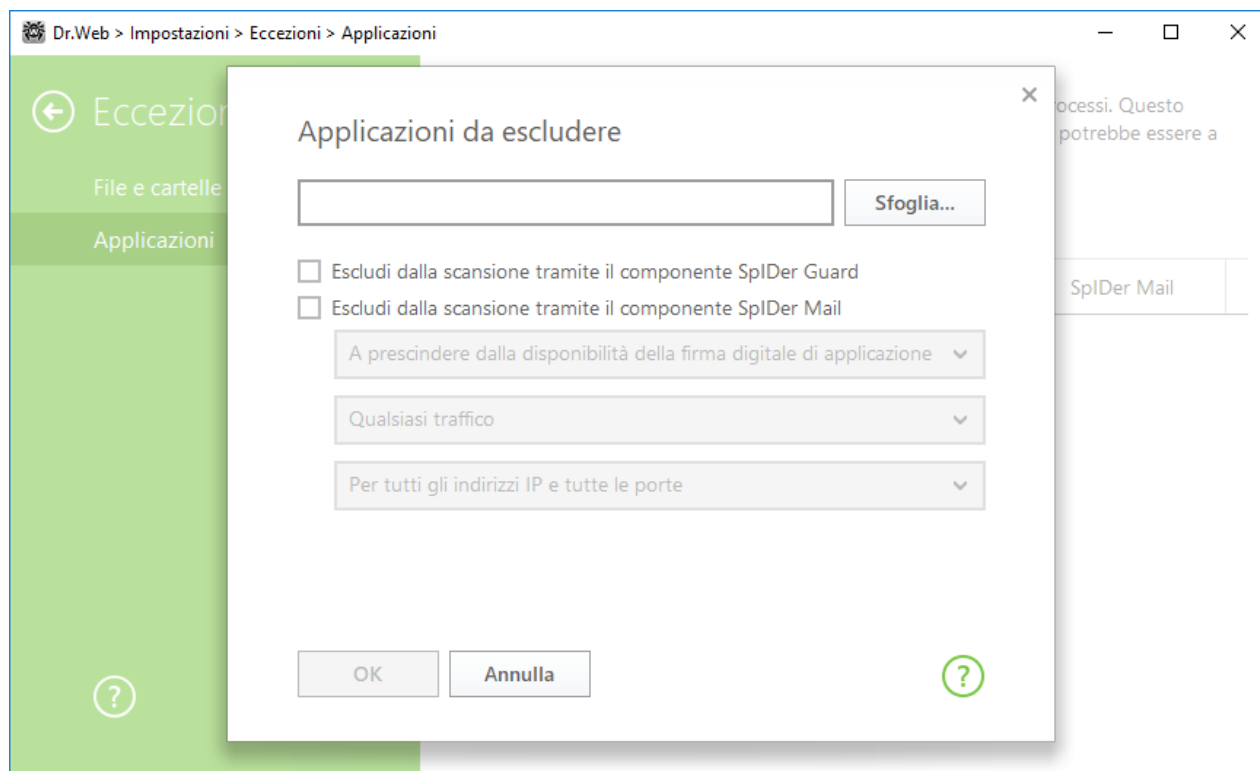 Dr.Web > Impostazioni > Eccezioni > Applicazioni
Eccezion
ocessi. Questo
potrebbe essere a
File e cartelle
Applicazioni
SpIDer Mail
×
Applicazioni da escludere
Sfoglia...
Escludi dalla scansione tramite il componente SpIDer Guard
Escludi dalla scansione tramite il componente SpIDer Mail
A prescindere dalla disponibilità della firma digitale di applicazione
Qualsiasi traffico
Per tutti gli indirizzi IP e tutte le porte
OK
Annulla
?
?